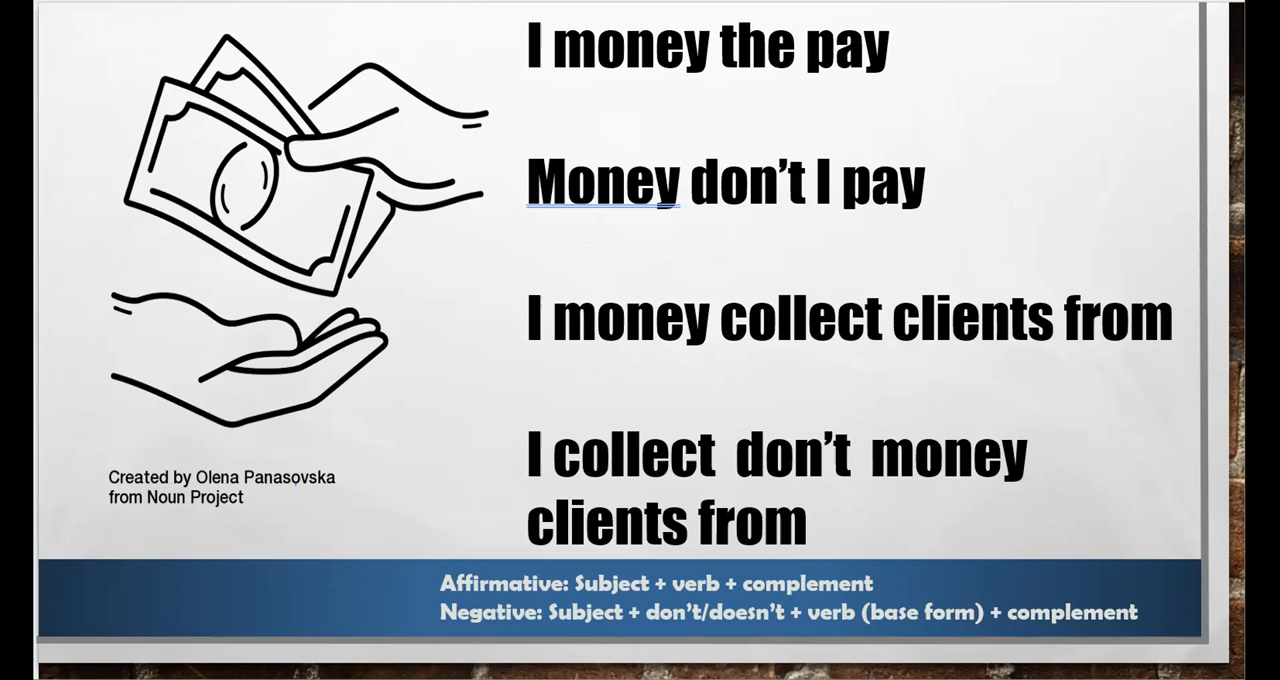 I money the pay
Money don’t I pay
I money collect clients from
I collect  don’t  money
clients from
Created by Olena Panasovska
from Noun Project
Affirmative: Subject + verb + complement
Negative: Subject + don’t/doesn’t + verb (base form) + complement